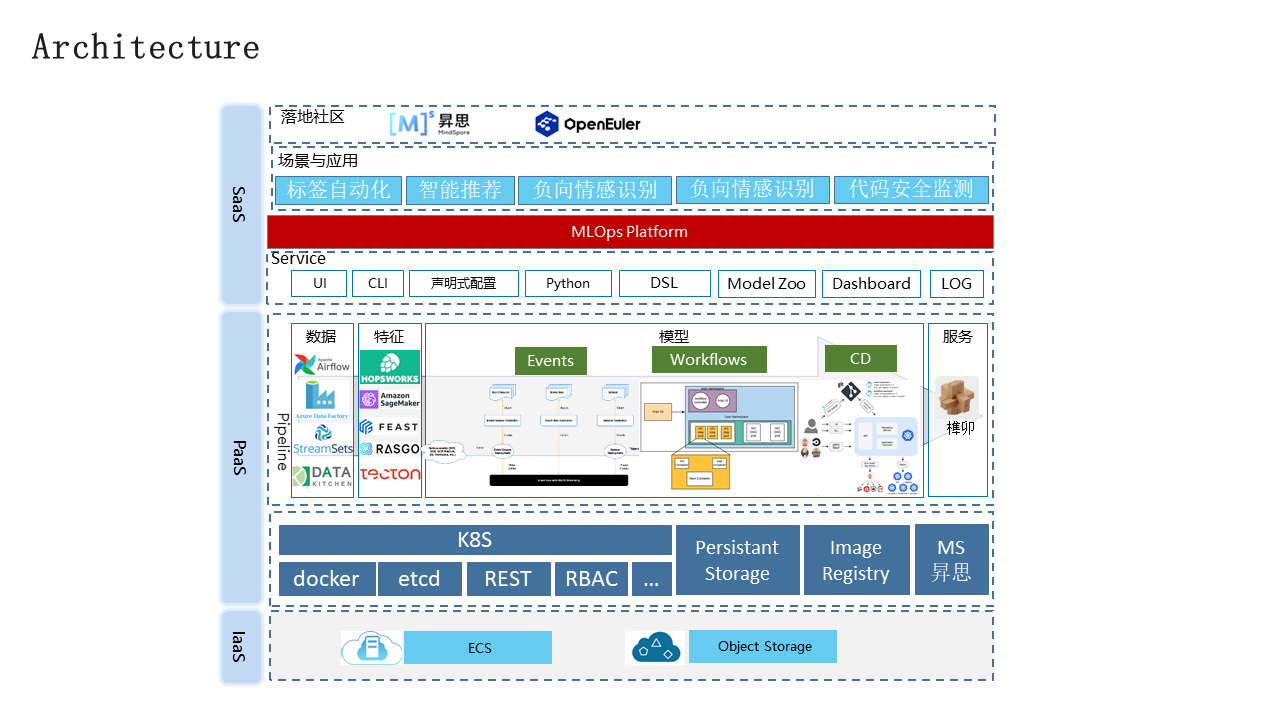 Architecture
SaaS
落地社区
[M]s 昇思
MindSpore
OpenEuler
场景与应用
标签自动化
智能推荐
负向情感识别
负向情感识别
代码安全监测
MLOps Platform
Service
UI
CLI
声明式配置
Python
DSL
Model Zoo
Dashboard
LOG
PaaS
Pipeline
数据
Apache
Airflow
Azure Data Factory
StreamSets
DATA
KITCHEN
特征
HOPSWORKS
Amazon
SageMaker
FEAST
RASGO
TECTON
模型
Events
Workflows
CD
服务
榫卯
K8S
docker
etcd
REST
RBAC
...
Persistant
Storage
Image
Registry
MS
昇思
IaaS
ECS
Object Storage